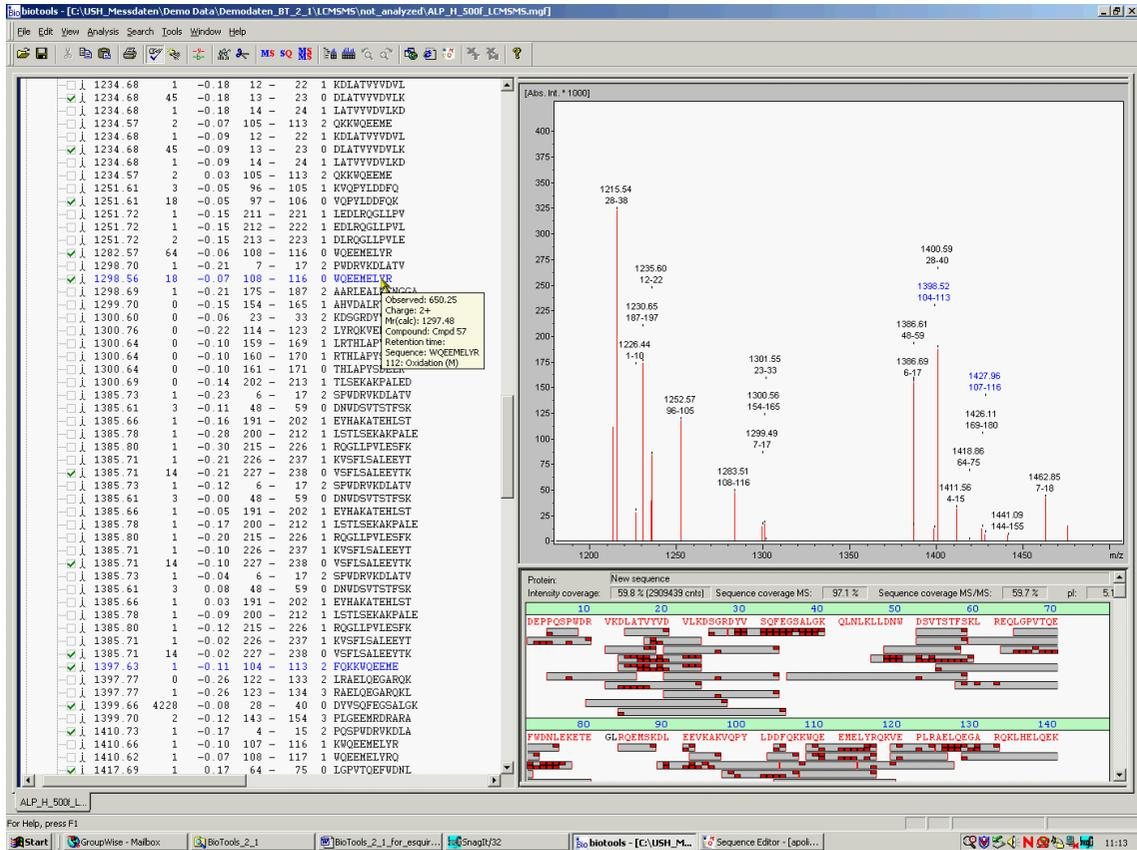 biotools - [C:\USH_Messdaten\Demo Data\Demodaten_BT_2_1\LCMSMS\not_analyzed\ALP_H_500f_LCMSMS.mgf]
File Edit View Analysis Search Tools Window Help
MS SQ MS
1234.68 1 -0.18 12 - 22 1 KDLATVYVDVL
1234.68 45 -0.18 13 - 23 0 DLATVYVDVLK
1234.68 1 -0.18 14 - 24 1 LATVYVDVLKD
1234.57 2 -0.07 105 - 113 2 QKKWQEEME
1234.68 1 -0.09 12 - 22 1 KDLATVYVDVL
1234.68 45 -0.09 13 - 23 0 DLATVYVDVLK
1234.68 1 -0.09 14 - 24 1 LATVYVDVLKD
1234.57 2 0.03 105 - 113 2 QKKWQEEME
1251.61 3 -0.05 96 - 105 1 KVQPYLDDFQ
1251.61 18 -0.05 97 - 106 0 VQPYLDDFQK
1251.72 1 -0.15 211 - 221 1 LEDLRQGLLPV
1251.72 1 -0.15 212 - 222 1 EDLRQGLLPVL
1251.72 2 -0.15 213 - 223 1 DLRQGLLPVLE
1282.57 64 -0.06 108 - 116 0 WQEEMELYR
1298.70 1 -0.21 7 - 17 2 PWDRVKDLATV
1298.56 18 -0.07 108 - 116 0 WQEEMELYR
1298.69 1 -0.21 175 - 187 2
1299.70 0 -0.15 154 - 165 1
1300.60 0 -0.06 23 - 33 2
1300.76 0 -0.22 114 - 123 2
1300.64 0 -0.10 159 - 169 1
1300.64 0 -0.10 160 - 170 1
1300.64 0 -0.16 161 - 171 0
1300.69 0 -0.14 202 - 213 1 TLSEKAKPALED
1385.73 1 -0.23 6 - 17 2 SPWDRVKDLATV
1385.61 3 -0.11 48 - 59 0 DNWDSVTSTFSK
1385.66 1 -0.16 191 - 202 1 EYHAKATEHLST
1385.78 1 -0.28 200 - 212 1 LSTLSEKAKPALE
1385.80 1 -0.30 215 - 226 1 RQGLLPVLESFK
1385.71 1 -0.21 226 - 237 1 KVSFLSALEEYT
1385.71 14 -0.21 227 - 238 0 VSFLSALEEYTK
1385.73 1 -0.12 6 - 17 2 SPWDRVKDLATV
1385.61 3 -0.00 48 - 59 0 DNWDSVTSTFSK
1385.66 1 -0.05 191 - 202 1 EYHAKATEHLST
1385.78 1 -0.17 200 - 212 1 LSTLSEKAKPALE
1385.80 1 -0.20 215 - 226 1 RQGLLPVLESFK
1385.71 1 -0.10 226 - 237 1 KVSFLSALEEYT
1385.71 14 -0.10 227 - 238 0 VSFLSALEEYTK
1385.73 1 -0.04 6 - 17 2 SPWDRVKDLATV
1385.61 3 0.08 48 - 59 0 DNWDSVTSTFSK
1385.66 1 0.03 191 - 202 1 EYHAKATEHLST
1385.78 1 -0.09 200 - 212 1 LSTLSEKAKPALE
1385.80 1 -0.12 215 - 226 1 RQGLLPVLESFK
1385.71 1 -0.02 226 - 237 1 KVSFLSALEEYT
1385.71 14 -0.02 227 - 238 0 VSFLSALEEYTK
1397.63 1 -0.11 104 - 113 2 FQKKWQEEME
1397.77 0 -0.26 122 - 133 2 LRAELQEGARQK
1397.77 1 -0.26 123 - 134 3 RAELQEGARQKL
1399.66 4228 -0.08 28 - 40 0 DYVSQFEGSALGK
1399.70 2 -0.12 143 - 154 3 PLGEEMRDRARA
1410.73 1 -0.17 4 - 15 2 PQSPWDRVKDLA
1410.66 1 -0.10 107 - 116 1 KWQEEMELYR
1410.62 1 -0.07 108 - 117 1 WQEEMELYRQ
1417.69 1 0.17 64 - 75 0 LGPVTQEFWDNL
Observed: 650.25
Charge: 2+
Mr(calc): 1297.48
Compound: Cmpd 57
Retention time:
Sequence: WQEEMELYR
112: Oxidation (M)
[Abs. Int. * 1000]
400
375
350
325
300
275
250
225
200
175
150
125
100
75
50
25
0
1215.54
28-38
1235.60
12-22
1230.65
187-197
1226.44
1-10
1252.57
96-105
1283.51
108-116
1301.55
23-33
1300.56
154-165
1299.49
7-17
1400.59
28-40
1398.52
104-113
1386.61
48-59
1386.69
6-17
1427.96
107-116
1426.11
169-180
1418.86
64-75
1411.56
4-15
1441.09
144-155
1462.85
7-18
1200 1250 1300 1350 1400 1450 m/z
Protein: New sequence
Intensity coverage: 59.8 % (2909439 cnts) Sequence coverage MS: 97.1 % Sequence coverage MS/MS: 59.7 % pI: 5.1
10 20 30 40 50 60 70
DEPPQSPWDR VKDLATVYVD VLKDSGRDYV SQFEGSALGK QLNLKLLDNW DSVTSTFSKL REQLGPVTQE
80 90 100 110 120 130 140
FWDNLEKETE GLRQEMSKDL EEVKAKVQPY LDDFQKKWQE EMELYRQKVE PLRAELQEGA RQKLHELQEK
ALP_H_500f_L...
For Help, press F1
Start GroupWise - Mailbox BioTools_2_1 BioTools_2_1_for_esquir... SnagIt/32 biotools - [C:\USH_M... Sequence Editor - [apoli... 11:13